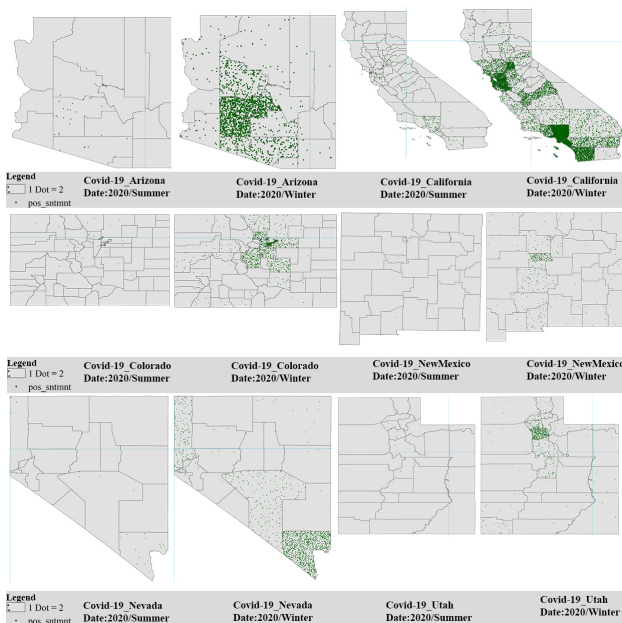 Legend
1 Dot = 2
pos_sntmnt
Covid-19_Arizona
Date:2020/Summer
Covid-19_Arizona
Date:2020/Winter
Covid-19_California
Date:2020/Summer
Covid-19_California
Date:2020/Winter
Legend
1 Dot = 2
pos_sntmnt
Covid-19_Colorado
Date:2020/Summer
Covid-19_Colorado
Date:2020/Winter
Covid-19_NewMexico
Date:2020/Summer
Covid-19_NewMexico
Date:2020/Winter
Legend
1 Dot = 2
pos_sntmnt
Covid-19_Nevada
Date:2020/Summer
Covid-19_Nevada
Date:2020/Winter
Covid-19_Utah
Date:2020/Summer
Covid-19_Utah
Date:2020/Winter